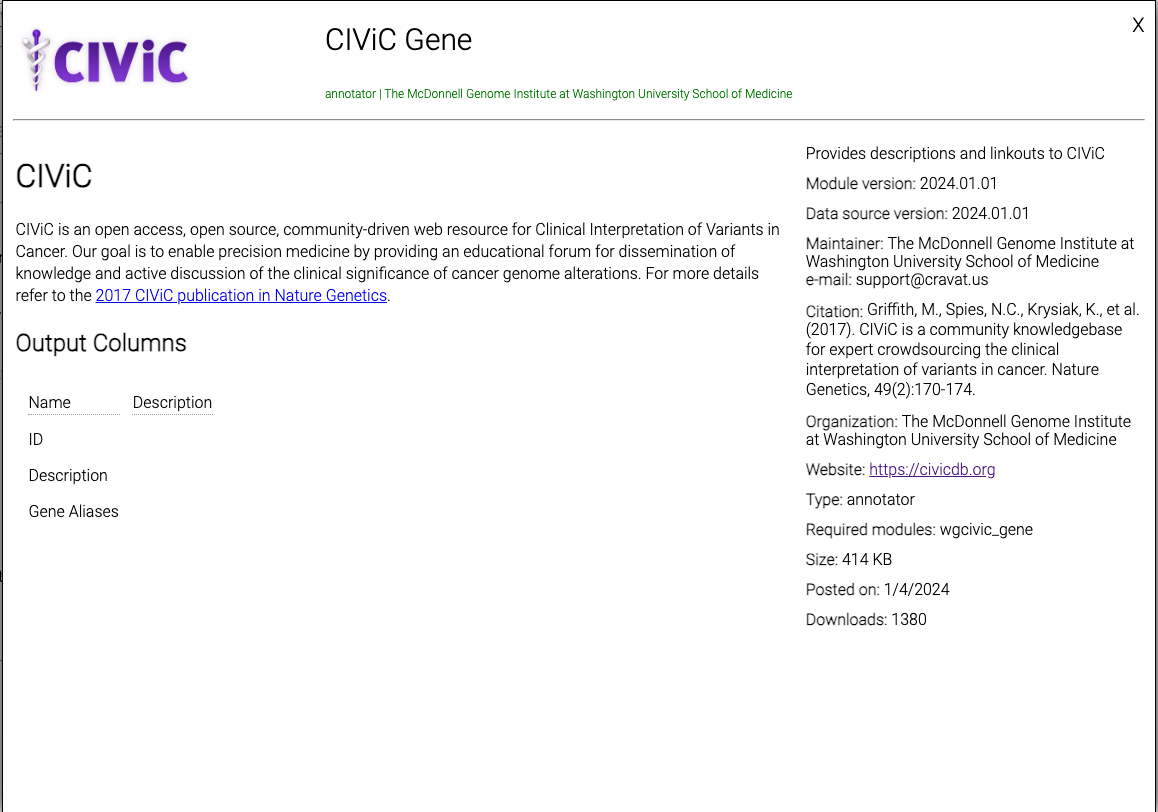 CIViC
CIViC Gene
X
annotator | The McDonnell Genome Institute at Washington University School of Medicine
CIViC
CIViC is an open access, open source, community-driven web resource for Clinical Interpretation of Variants in
Cancer. Our goal is to enable precision medicine by providing an educational forum for dissemination of
knowledge and active discussion of the clinical significance of cancer genome alterations. For more details
refer to the 2017 CIViC publication in Nature Genetics.
Output Columns
Name Description
ID
Description
Gene Aliases
Provides descriptions and linkouts to CIViC
Module version: 2024.01.01
Data source version: 2024.01.01
Maintainer: The McDonnell Genome Institute at
Washington University School of Medicine
e-mail: support@cravat.us
Citation: Griffith, M., Spies, N.C., Krysiak, K., et al.
(2017). CIViC is a community knowledgebase
for expert crowdsourcing the clinical
interpretation of variants in cancer. Nature
Genetics, 49(2):170-174.
Organization: The McDonnell Genome Institute
at Washington University School of Medicine
Website: https://civicdb.org
Type: annotator
Required modules: wgcivic_gene
Size: 414 KB
Posted on: 1/4/2024
Downloads: 1380